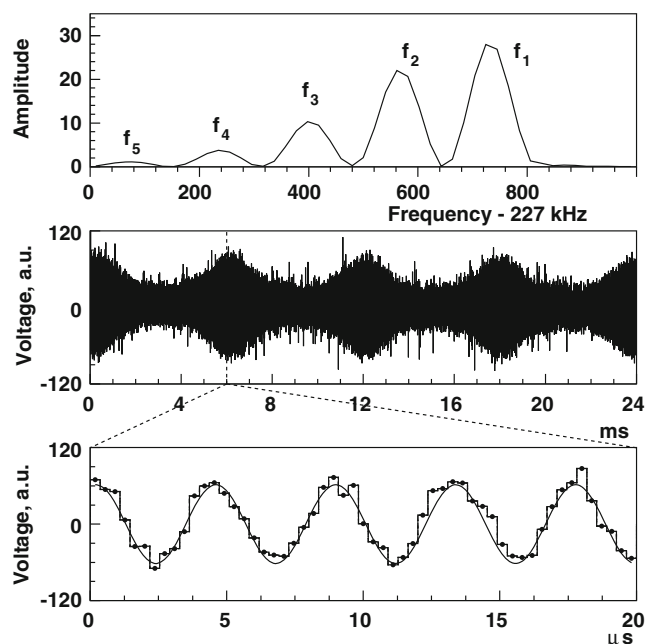 Amplitude
30
20
10
0
f5
f4
f3
f2
f1
0 200 400 600 800
Frequency - 227 kHz
Voltage, a.u.
120
0
-120
0 4 8 12 16 20 24
ms
Voltage, a.u.
120
0
-120
0 5 10 15 20
μs